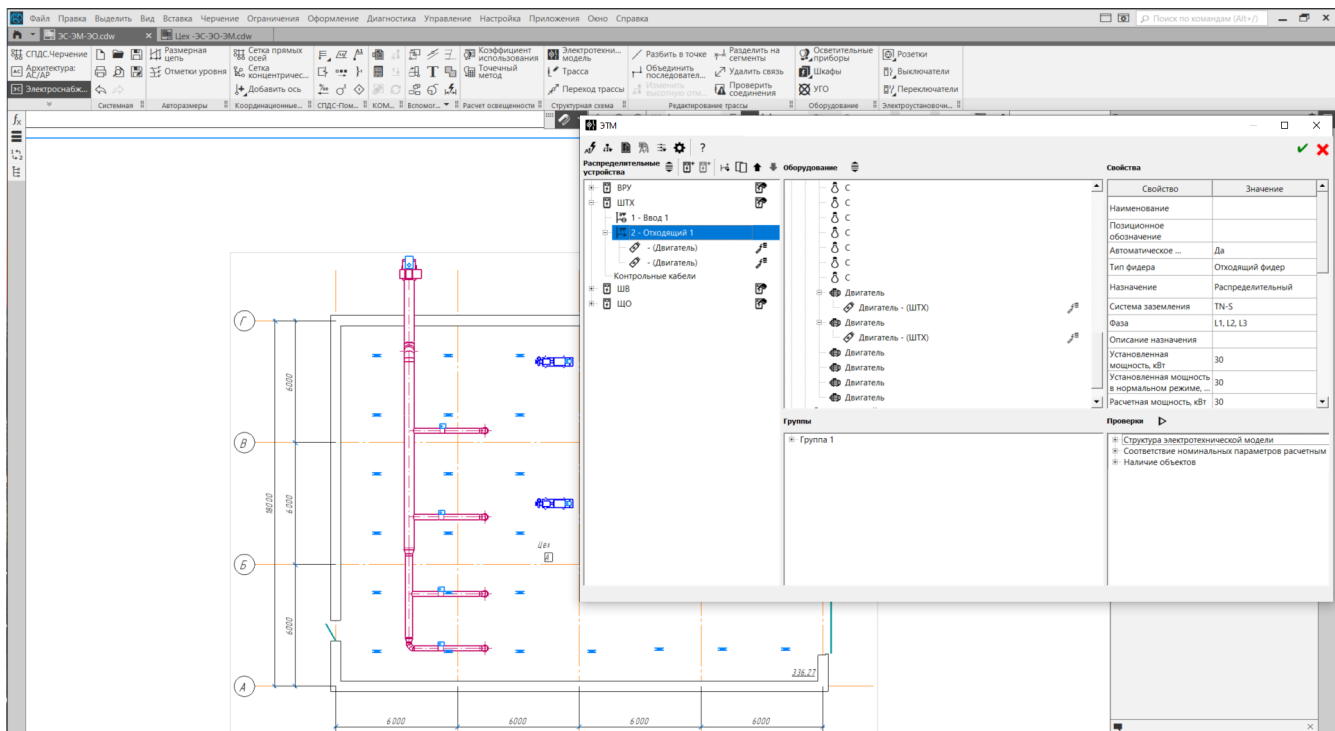 Файл Правка Выделить Вид Вставка Черчение Ограничения Оформление Диагностика Управление Настройка Приложения Окно Справка
Поиск по командам (Alt+/)
ЭС-ЭМ-ЭО.cdw
Цех -ЭС-ЭО-ЭМ.cdw
СПДС.Черчение
Архитектура: АС/АР
Электроснабж...
Системная
Размерная цепь
Отметки уровня
Авторазмеры
Сетка прямых осей
Сетка концентричес...
Добавить ось
Координационные...
СПДС-Пом...
КОМ...
Вспомог...
Коэффициент использования
Точечный метод
Расчет освещенности
Электротехни... модель
Трасса
Переход трассы
Структурная схема
Разбить в точке
Объединить последовател...
Изменить высотную отм...
Разделить на сегменты
Удалить связь
Проверить соединения
Редактирование трассы
Осветительные приборы
Шкафы
УГО
Оборудование
Розетки
Выключатели
Переключатели
Электроустановочн...
ЭТМ
Распределительные устройства
ВРУ
ШТХ
1 - Ввод 1
2 - Отходящий 1
- (Двигатель)
- (Двигатель)
Контрольные кабели
ШВ
ЩО
Оборудование
С
С
С
С
С
С
С
Двигатель
Двигатель - (ШТХ)
Двигатель
Двигатель - (ШТХ)
Двигатель
Двигатель
Двигатель
Двигатель
Свойства
Свойство Значение
Наименование
Позиционное обозначение
Автоматическое ... Да
Тип фидера Отходящий фидер
Назначение Распределительный
Система заземления TN-S
Фаза L1, L2, L3
Описание назначения
Установленная мощность, кВт 30
Установленная мощность в нормальном режиме, ... 30
Расчетная мощность, кВт 30
Группы
Группа 1
Проверки
Структура электротехнической модели
Соответствие номинальных параметров расчетным
Наличие объектов
Г
В
Б
А
6000
6000
6000
18000
Цех
А
336.27
6000
6000
6000
6000